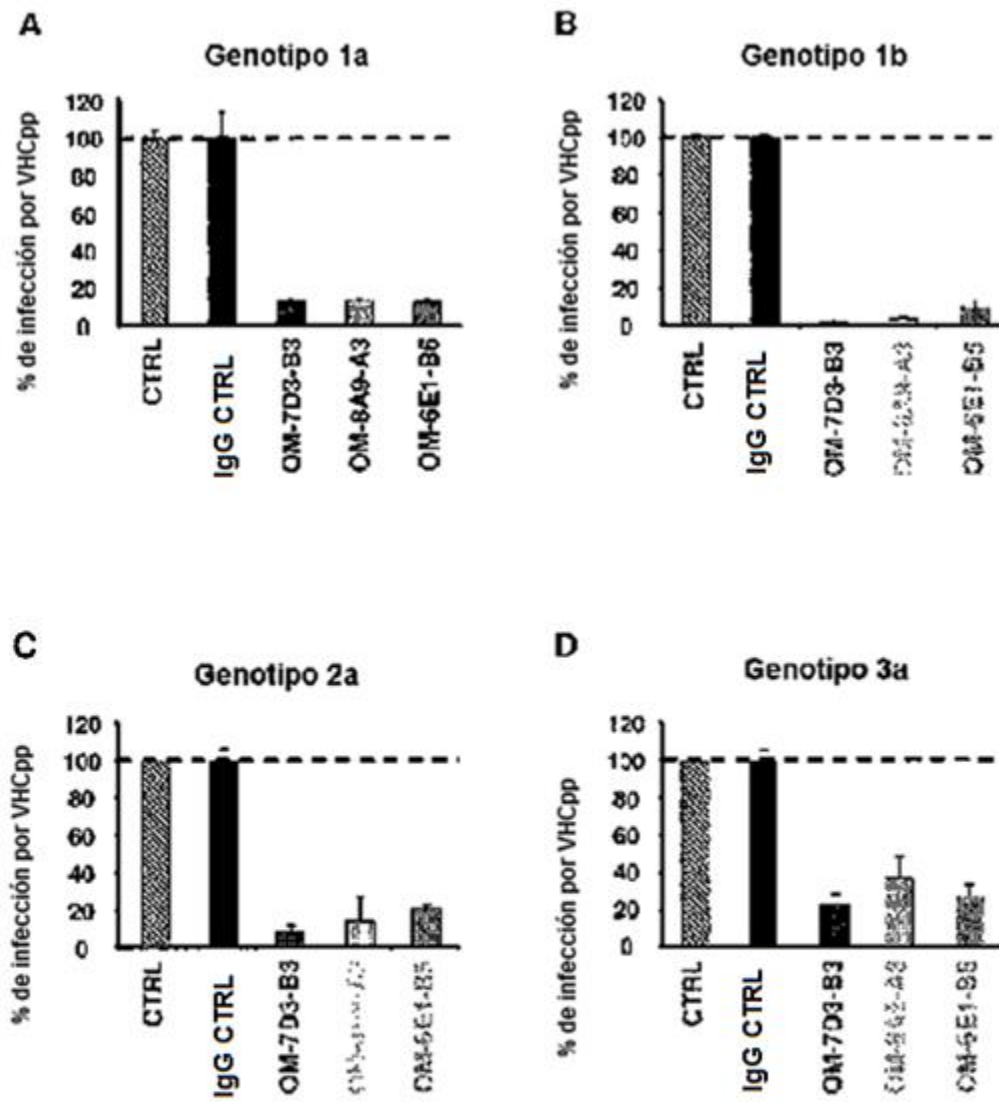 A
Genotipo 1a
% de infección por VHCpp
120
100
80
60
40
20
0
CTRL
IgG CTRL
OM-7D3-B3
OM-8A9-A3
OM-6E1-B6
B
Genotipo 1b
% de infección por VHCpp
120
100
80
60
40
20
0
CTRL
IgG CTRL
OM-7D3-B3
C
Genotipo 2a
% de infección por VHCpp
120
100
80
60
40
20
0
CTRL
IgG CTRL
OM-7D3-B3
D
Genotipo 3a
% de infección por VHCpp
120
100
80
60
40
20
0
CTRL
IgG CTRL
OM-7D3-B3